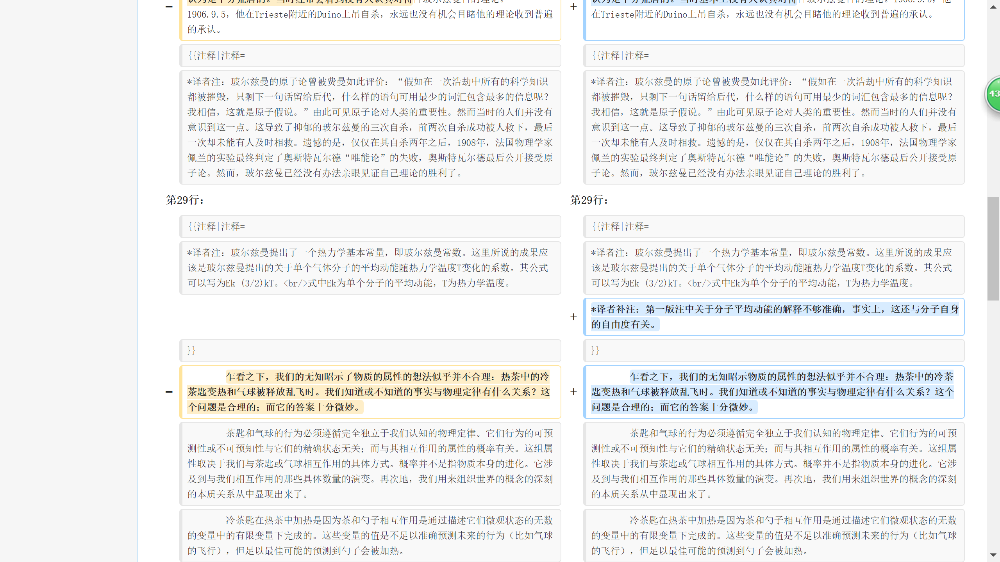 认为是十分荒唐的。当时经常会看到没有人认真对待[[玻尔兹曼]]的理论。
1906.9.5，他在Trieste附近的Duino上吊自杀，永远也没有机会目睹他的理论收到普遍
的承认。
{{注释|注释=
*译者注：玻尔兹曼的原子论曾被费曼如此评价：“假如在一次浩劫中所有的科学知识
都被摧毁，只剩下一句话留给后代，什么样的语句可用最少的词汇包含最多的信息呢？
我相信，这就是原子假说。”由此可见原子论对人类的重要性。然而当时的人们并没有
意识到这一点。这导致了抑郁的玻尔兹曼的三次自杀，前两次自杀成功被人救下，最后
一次却未能有人及时相救。遗憾的是，仅仅在其自杀两年之后，1908年，法国物理学家
佩兰的实验最终判定了奥斯特瓦尔德“唯能论”的失败，奥斯特瓦尔德最后公开接受原
子论。然而，玻尔兹曼已经没有办法亲眼见证自己理论的胜利了。
第29行：
{{注释|注释=
*译者注：玻尔兹曼提出了一个热力学基本常量，即玻尔兹曼常数。这里所说的成果应
该是玻尔兹曼提出的关于单个气体分子的平均动能随热力学温度T变化的系数。其公式
可以写为Ek=(3/2)kT。<br/>式中Ek为单个分子的平均动能，T为热力学温度。
}}
−
乍看之下，我们的无知昭示了物质的属性的想法似乎并不合理：热茶中的冷
茶匙变热和气球被释放乱飞时。我们知道或不知道的事实与物理定律有什么关系？这
个问题是合理的；而它的答案十分微妙。
茶匙和气球的行为必须遵循完全独立于我们认知的物理定律。它们行为的可预
测性或不可预知性与它们的精确状态无关；而与其相互作用的属性的概率有关。这组属
性取决于我们与茶匙或气球相互作用的具体方式。概率并不是指物质本身的进化。它涉
及到与我们相互作用的那些具体数量的演变。再次地，我们用来组织世界的概念的深刻
的本质关系从中显现出来了。
冷茶匙在热茶中加热是因为茶和勺子相互作用是通过描述它们微观状态的无数
的变量中的有限变量下完成的。这些变量的值是不足以准确预测未来的行为（比如气球
的飞行），但足以最佳可能的预测到勺子会被加热。
+
认为是十分荒唐的。当时基本上没有人认真对待[[玻尔兹曼]]的理论。1906.9.5，他
在Trieste附近的Duino上吊自杀，永远也没有机会目睹他的理论收到普遍的承认。
{{注释|注释=
*译者注：玻尔兹曼的原子论曾被费曼如此评价：“假如在一次浩劫中所有的科学知识
都被摧毁，只剩下一句话留给后代，什么样的语句可用最少的词汇包含最多的信息呢？
我相信，这就是原子假说。”由此可见原子论对人类的重要性。然而当时的人们并没有
意识到这一点。这导致了抑郁的玻尔兹曼的三次自杀，前两次自杀成功被人救下，最后
一次却未能有人及时相救。遗憾的是，仅仅在其自杀两年之后，1908年，法国物理学家
佩兰的实验最终判定了奥斯特瓦尔德“唯能论”的失败，奥斯特瓦尔德最后公开接受原
子论。然而，玻尔兹曼已经没有办法亲眼见证自己理论的胜利了。
第29行：
{{注释|注释=
*译者注：玻尔兹曼提出了一个热力学基本常量，即玻尔兹曼常数。这里所说的成果应
该是玻尔兹曼提出的关于单个气体分子的平均动能随热力学温度T变化的系数。其公式
可以写为Ek=(3/2)kT。<br/>式中Ek为单个分子的平均动能，T为热力学温度。
+
*译者补注：第一版注中关于分子平均动能的解释不够准确，事实上，这还与分子自身
的自由度有关。
}}
+
乍看之下，我们的无知昭示物质的属性的想法似乎并不合理：热茶中的冷茶
匙变热和气球被释放乱飞时。我们知道或不知道的事实与物理定律有什么关系？这个
问题是合理的；而它的答案十分微妙。
茶匙和气球的行为必须遵循完全独立于我们认知的物理定律。它们行为的可预
测性或不可预知性与它们的精确状态无关；而与其相互作用的属性的概率有关。这组属
性取决于我们与茶匙或气球相互作用的具体方式。概率并不是指物质本身的进化。它涉
及到与我们相互作用的那些具体数量的演变。再次地，我们用来组织世界的概念的深刻
的本质关系从中显现出来了。
冷茶匙在热茶中加热是因为茶和勺子相互作用是通过描述它们微观状态的无数
的变量中的有限变量下完成的。这些变量的值是不足以准确预测未来的行为（比如气球
的飞行），但足以最佳可能的预测到勺子会被加热。
43